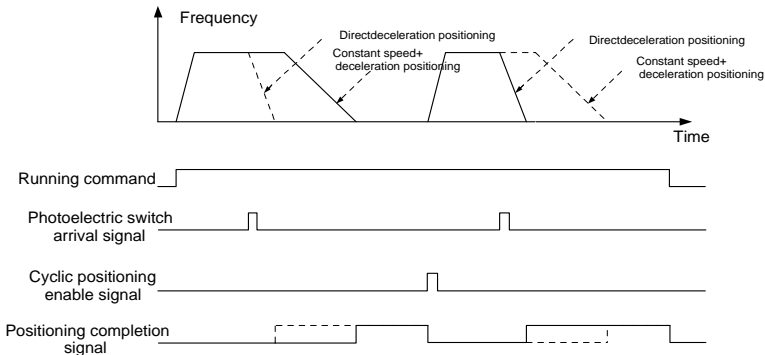 Frequency
Directdeceleration positioning
Constant speed+
deceleration positioning
Directdeceleration positioning
Constant speed+
deceleration positioning
Time
Running command
Photoelectric switch
arrival signal
Cyclic positioning
enable signal
Positioning completion
signal